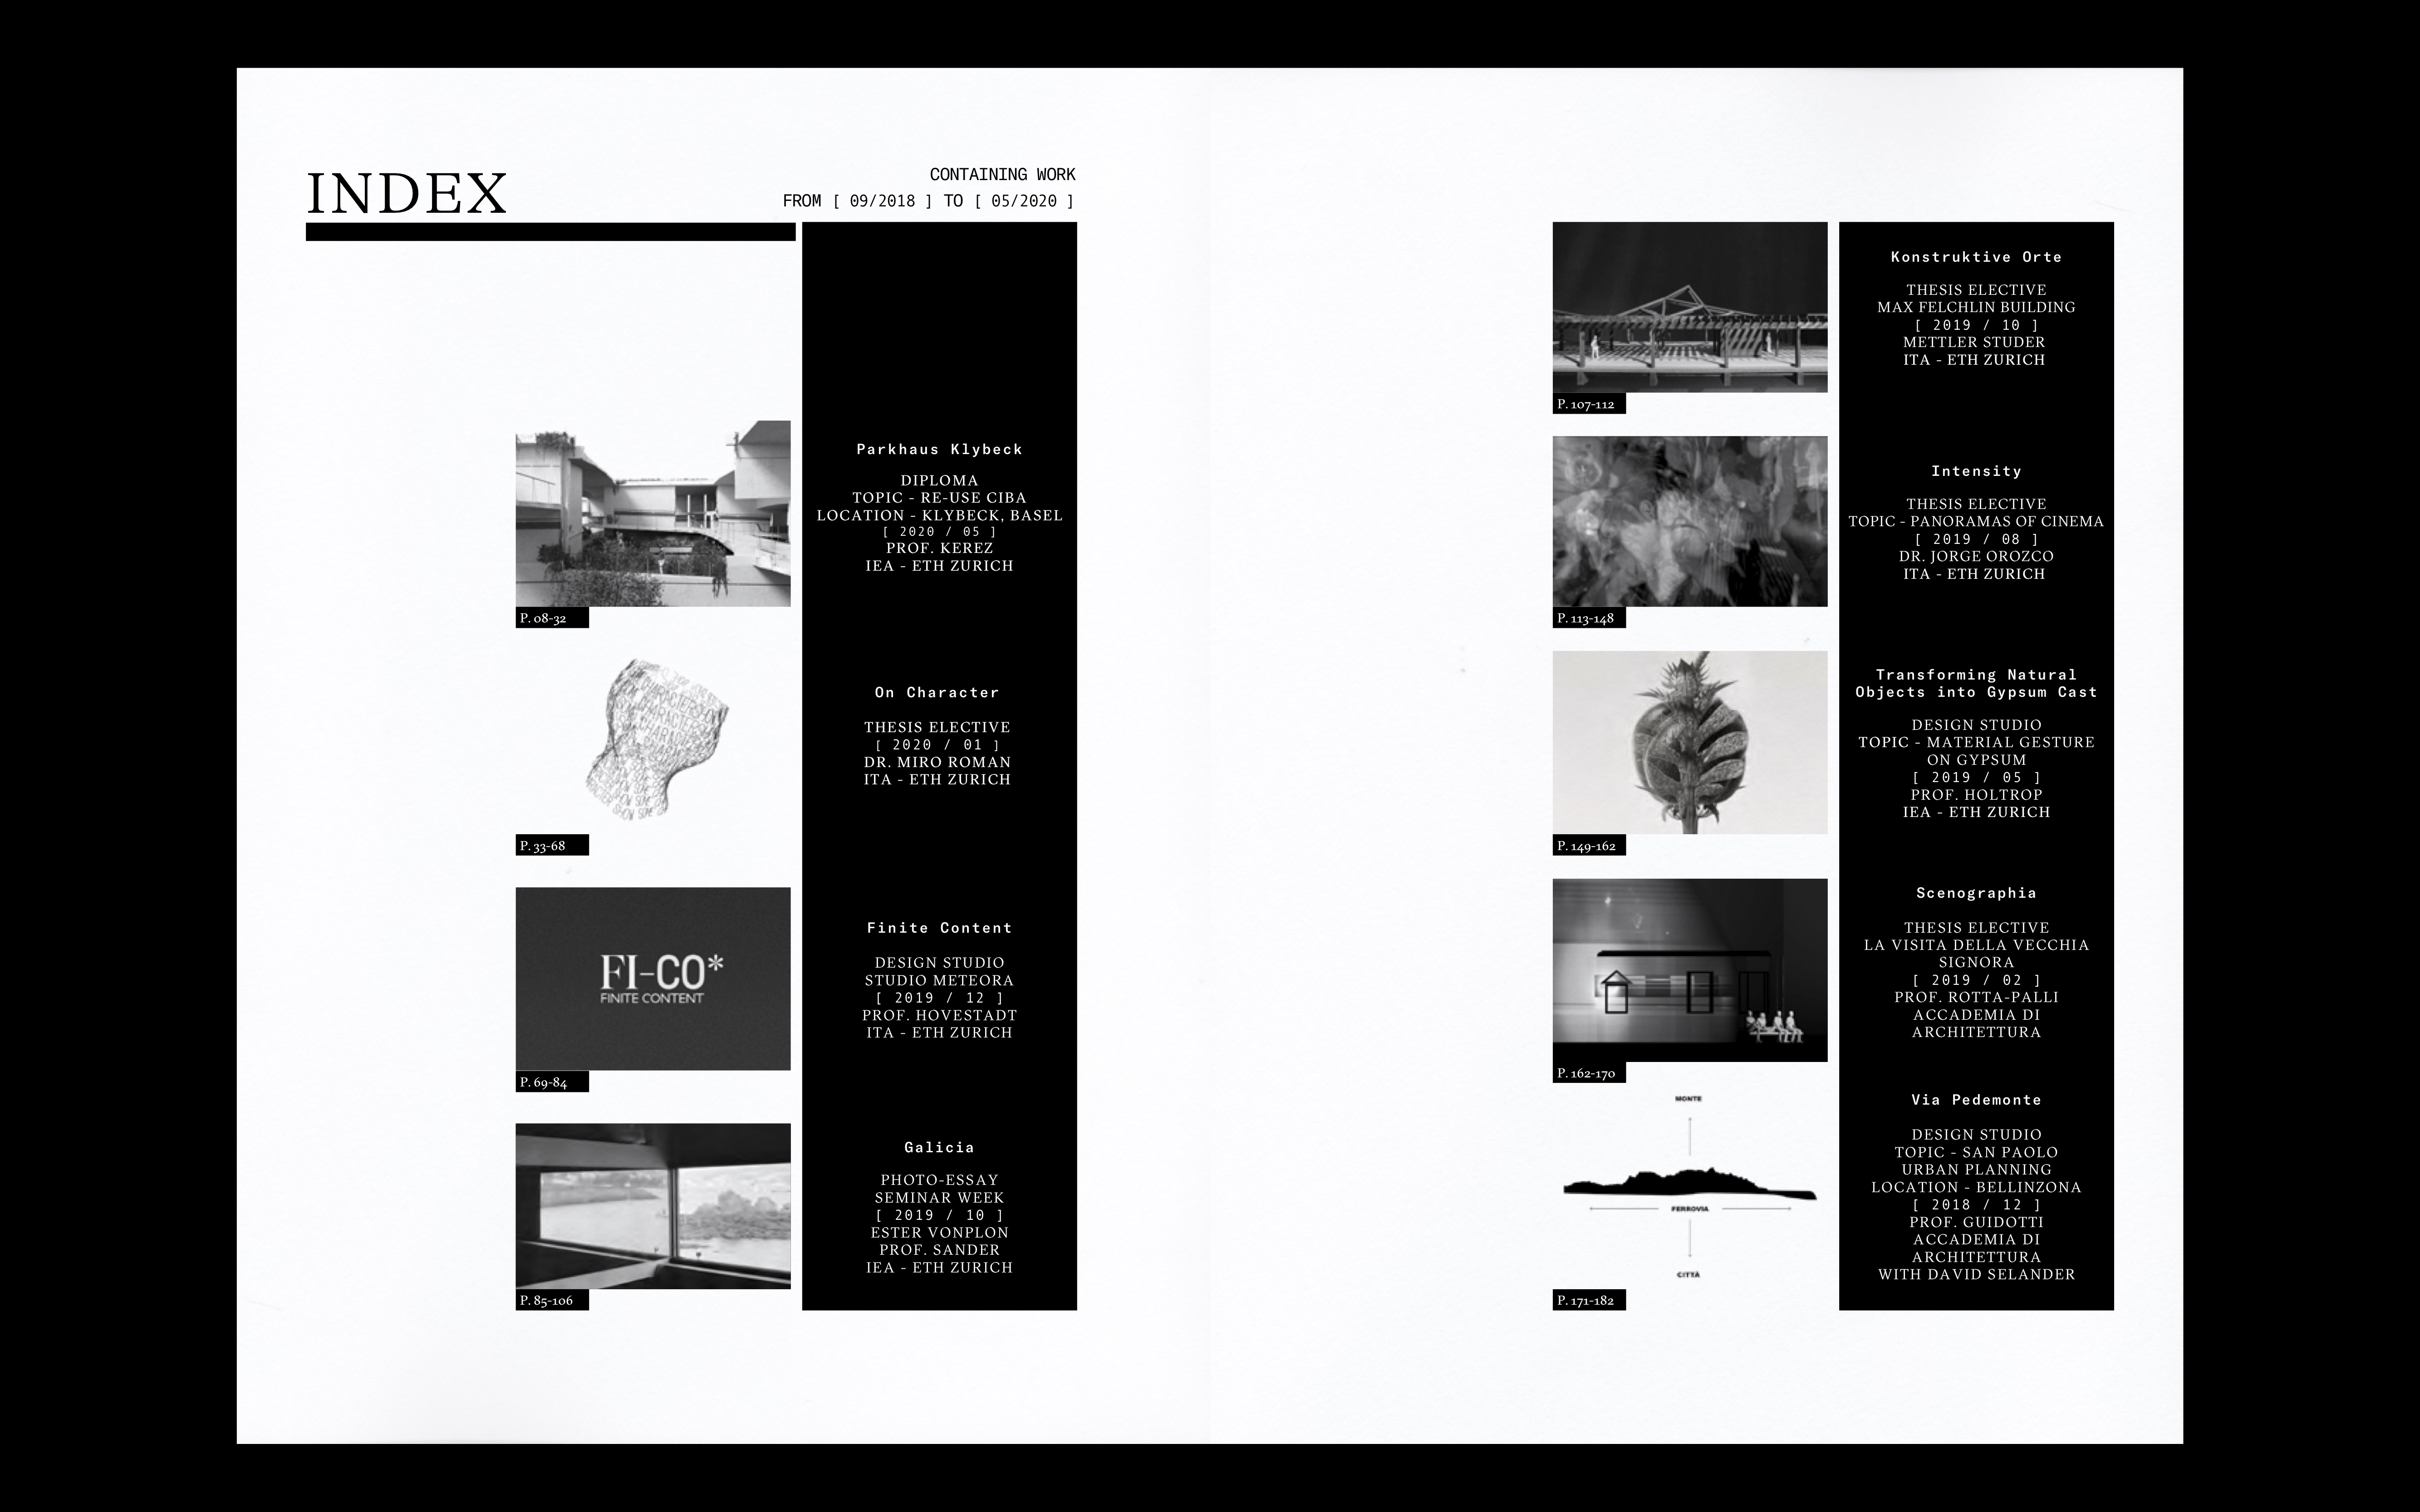 INDEX
CONTAINING WORK
FROM [ 09/2018 ] TO [ 05/2020 ]
Parkhaus Klybeck
DIPLOMA
TOPIC - RE-USE CIBA
LOCATION - KLYBECK, BASEL
[ 2020 / 05 ]
PROF. KEREZ
IEA - ETH ZURICH
P. 08-32
On Character
THESIS ELECTIVE
[ 2020 / 01 ]
DR. MIRO ROMAN
ITA - ETH ZURICH
P. 33-68
FI-CO*
FINITE CONTENT
Finite Content
DESIGN STUDIO
STUDIO METEORA
[ 2019 / 12 ]
PROF. HOVESTADT
ITA - ETH ZURICH
P. 69-84
Galicia
PHOTO-ESSAY
SEMINAR WEEK
[ 2019 / 10 ]
ESTER VONPLON
PROF. SANDER
IEA - ETH ZURICH
P. 85-106
Konstruktive Orte
THESIS ELECTIVE
MAX FELCHLIN BUILDING
[ 2019 / 10 ]
METTLER STUDER
ITA - ETH ZURICH
P. 107-112
Intensity
THESIS ELECTIVE
TOPIC - PANORAMAS OF CINEMA
[ 2019 / 08 ]
DR. JORGE OROZCO
ITA - ETH ZURICH
P. 113-148
Transforming Natural
Objects into Gypsum Cast
DESIGN STUDIO
TOPIC - MATERIAL GESTURE
ON GYPSUM
[ 2019 / 05 ]
PROF. HOLTROP
IEA - ETH ZURICH
P. 149-162
Scenographia
THESIS ELECTIVE
LA VISITA DELLA VECCHIA
SIGNORA
[ 2019 / 02 ]
PROF. ROTTA-PALLI
ACCADEMIA DI
ARCHITETTURA
P. 162-170
MONTE
FERROVIA
CITTÀ
Via Pedemonte
DESIGN STUDIO
TOPIC - SAN PAOLO
URBAN PLANNING
LOCATION - BELLINZONA
[ 2018 / 12 ]
PROF. GUIDOTTI
ACCADEMIA DI
ARCHITETTURA
WITH DAVID SELANDER
P. 171-182